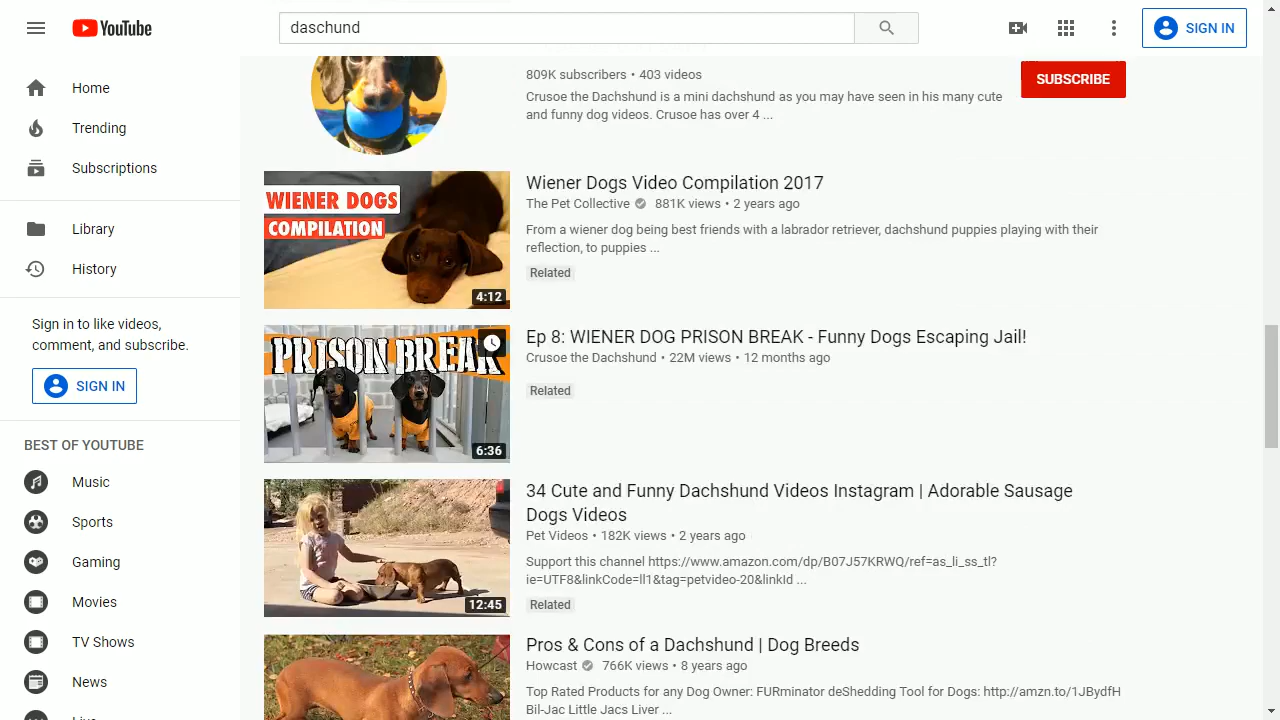 YouTube
daschund
SIGN IN
Home
Trending
Subscriptions
Library
History
Sign in to like videos,
comment, and subscribe.
SIGN IN
BEST OF YOUTUBE
Music
Sports
Gaming
Movies
TV Shows
News
809K subscribers • 403 videos
Crusoe the Dachshund is a mini dachshund as you may have seen in his many cute
and funny dog videos. Crusoe has over 4 ...
SUBSCRIBE
WIENER DOGS
COMPILATION
4:12
Wiener Dogs Video Compilation 2017
The Pet Collective 881K views • 2 years ago
From a wiener dog being best friends with a labrador retriever, dachshund puppies playing with their
reflection, to puppies ...
Related
PRISON BREAK
6:36
Ep 8: WIENER DOG PRISON BREAK - Funny Dogs Escaping Jail!
Crusoe the Dachshund • 22M views • 12 months ago
Related
12:45
34 Cute and Funny Dachshund Videos Instagram | Adorable Sausage
Dogs Videos
Pet Videos • 182K views • 2 years ago
Support this channel https://www.amazon.com/dp/B07J57KRWQ/ref=as_li_ss_tl?
ie=UTF8&linkCode=ll1&tag=petvideo-20&linkId ...
Related
Pros & Cons of a Dachshund | Dog Breeds
Howcast 766K views • 8 years ago
Top Rated Products for any Dog Owner: FURminator deShedding Tool for Dogs: http://amzn.to/1JBydfH
Bil-Jac Little Jacs Liver ...